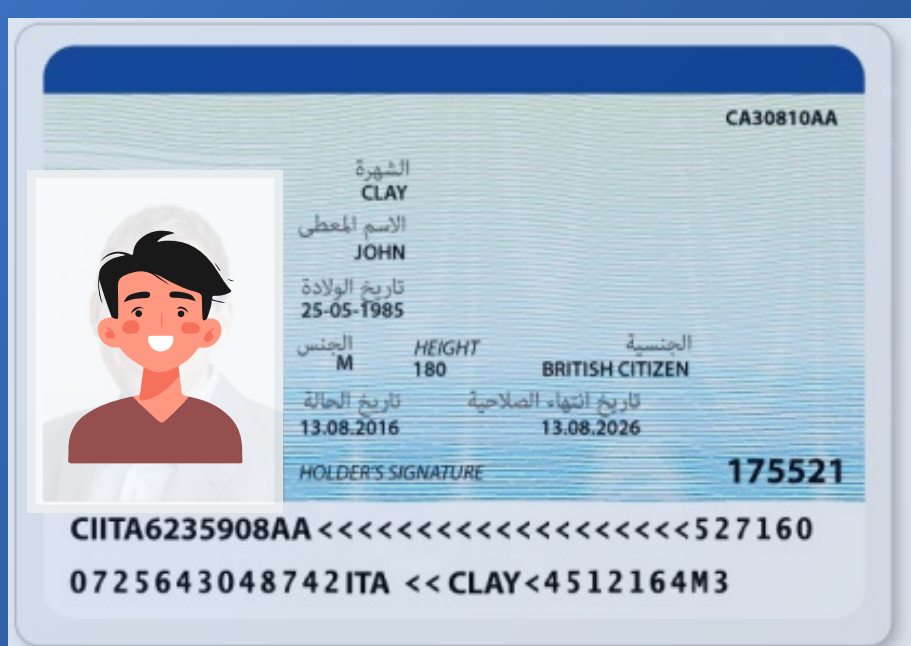 CA30810AA
الشهرة
CLAY
الاسم المعطى
JOHN
تاريخ الولادة
25-05-1985
الجنس HEIGHT الجنسية
M 180 BRITISH CITIZEN
تاريخ الحالة تاريخ انتهاء الصلاحية
13.08.2016 13.08.2026
HOLDER'S SIGNATURE 175521
CIITA6235908AA<<<<<<<<<<<<<<<<<<<527160
0725643048742ITA <<CLAY<4512164M3